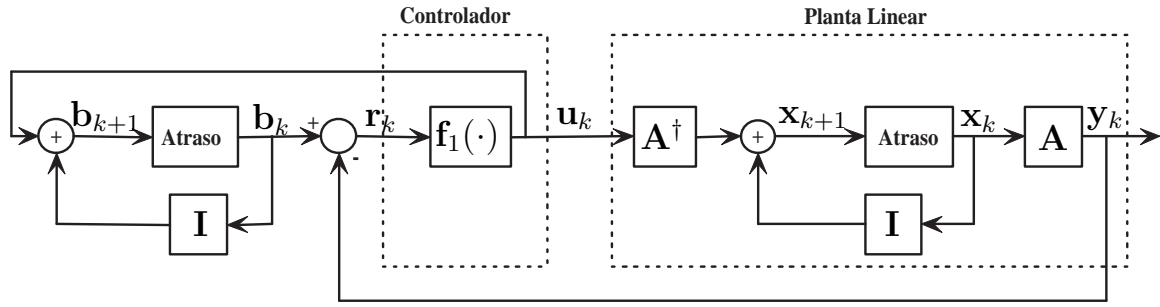 Controlador
Planta Linear
+
b_{k+1}
Atraso
b_k
+
-
r_k
f_1(·)
u_k
A^†
+
x_{k+1}
Atraso
x_k
A
y_k
I
I